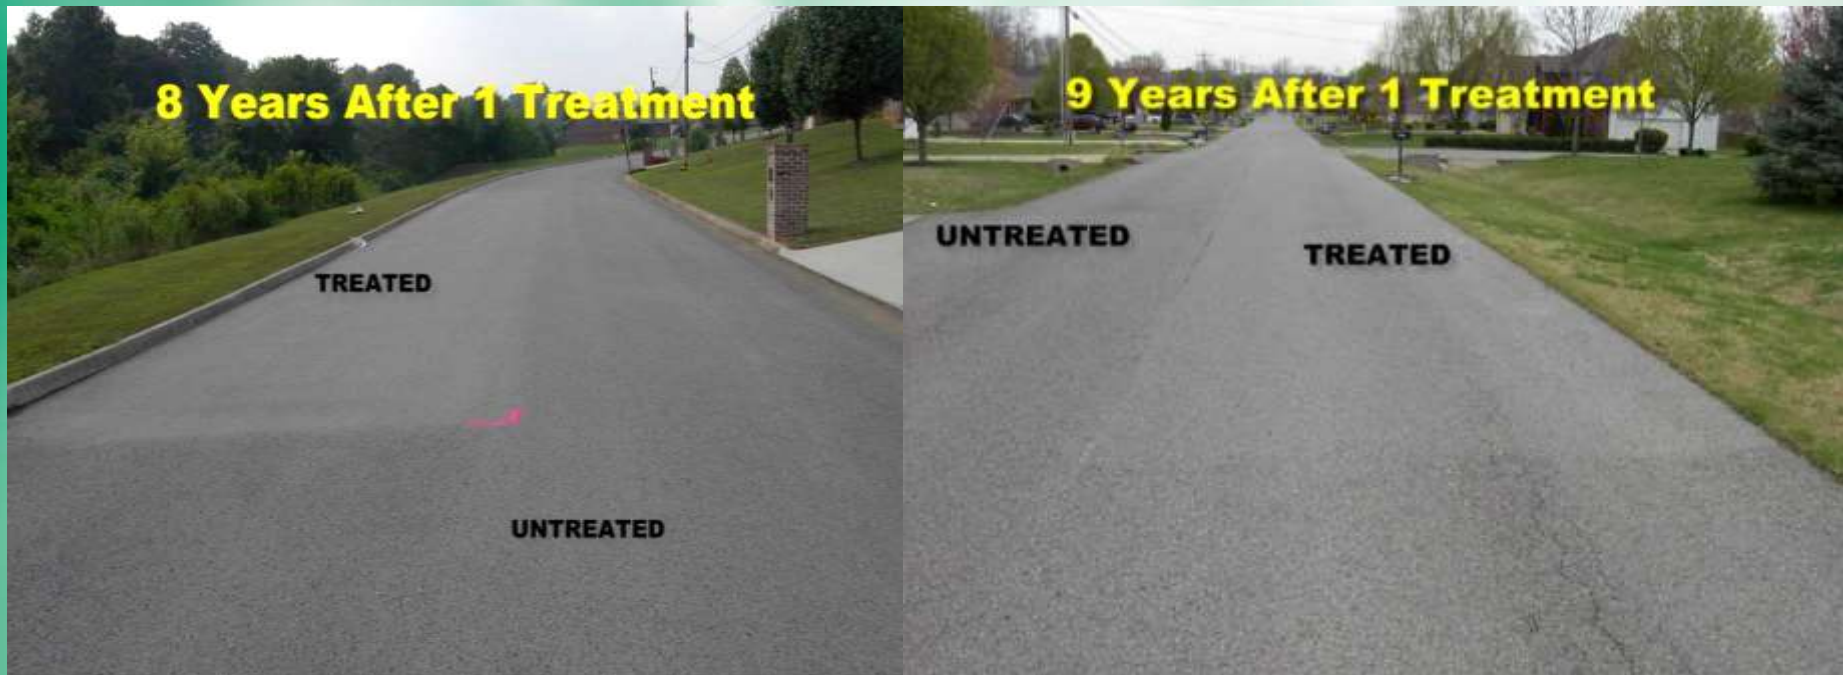 8 Years After 1 Treatment
TREATED
UNTREATED
9 Years After 1 Treatment
UNTREATED
TREATED